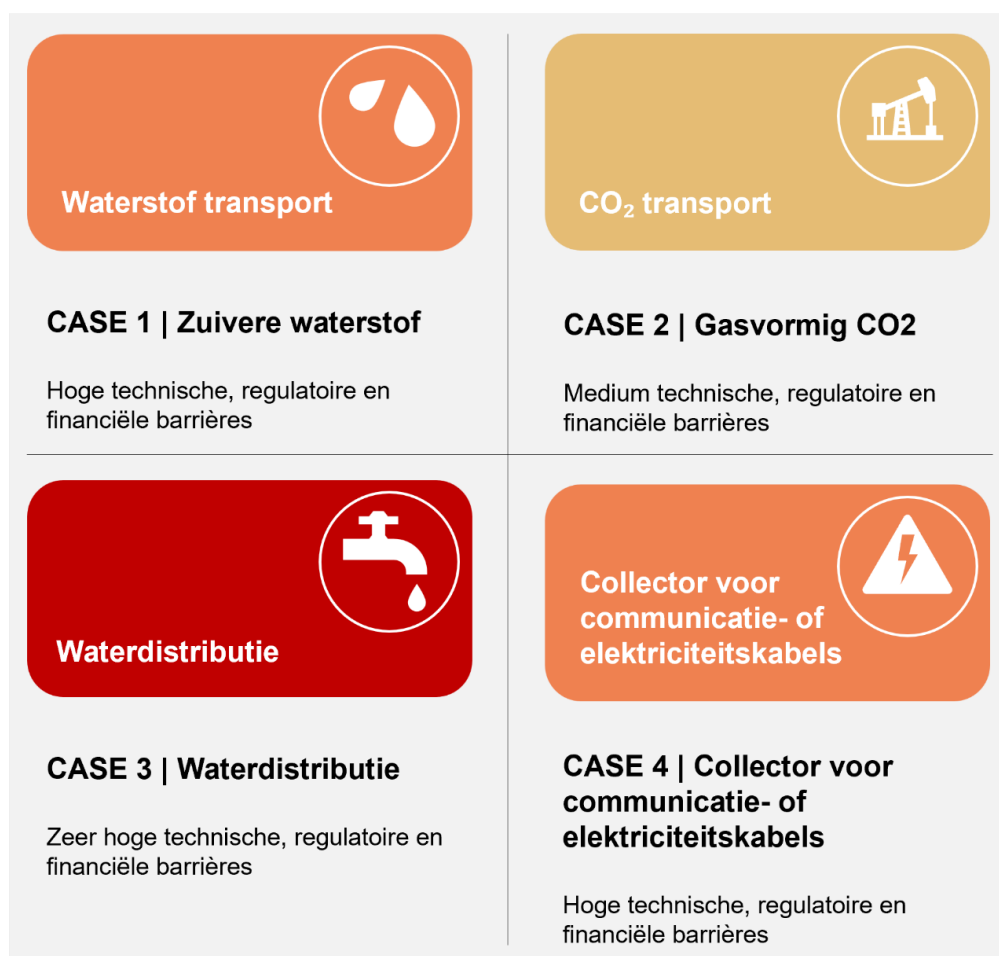 Waterstof transport
CASE 1 | Zuivere waterstof
Hoge technische, regulatoire en
financiële barrières
CO₂ transport
CASE 2 | Gasvormig CO2
Medium technische, regulatoire en
financiële barrières
Waterdistributie
CASE 3 | Waterdistributie
Zeer hoge technische, regulatoire en
financiële barrières
Collector voor
communicatie- of
elektriciteitskabels
CASE 4 | Collector voor
communicatie- of
elektriciteitskabels
Hoge technische, regulatoire en
financiële barrières